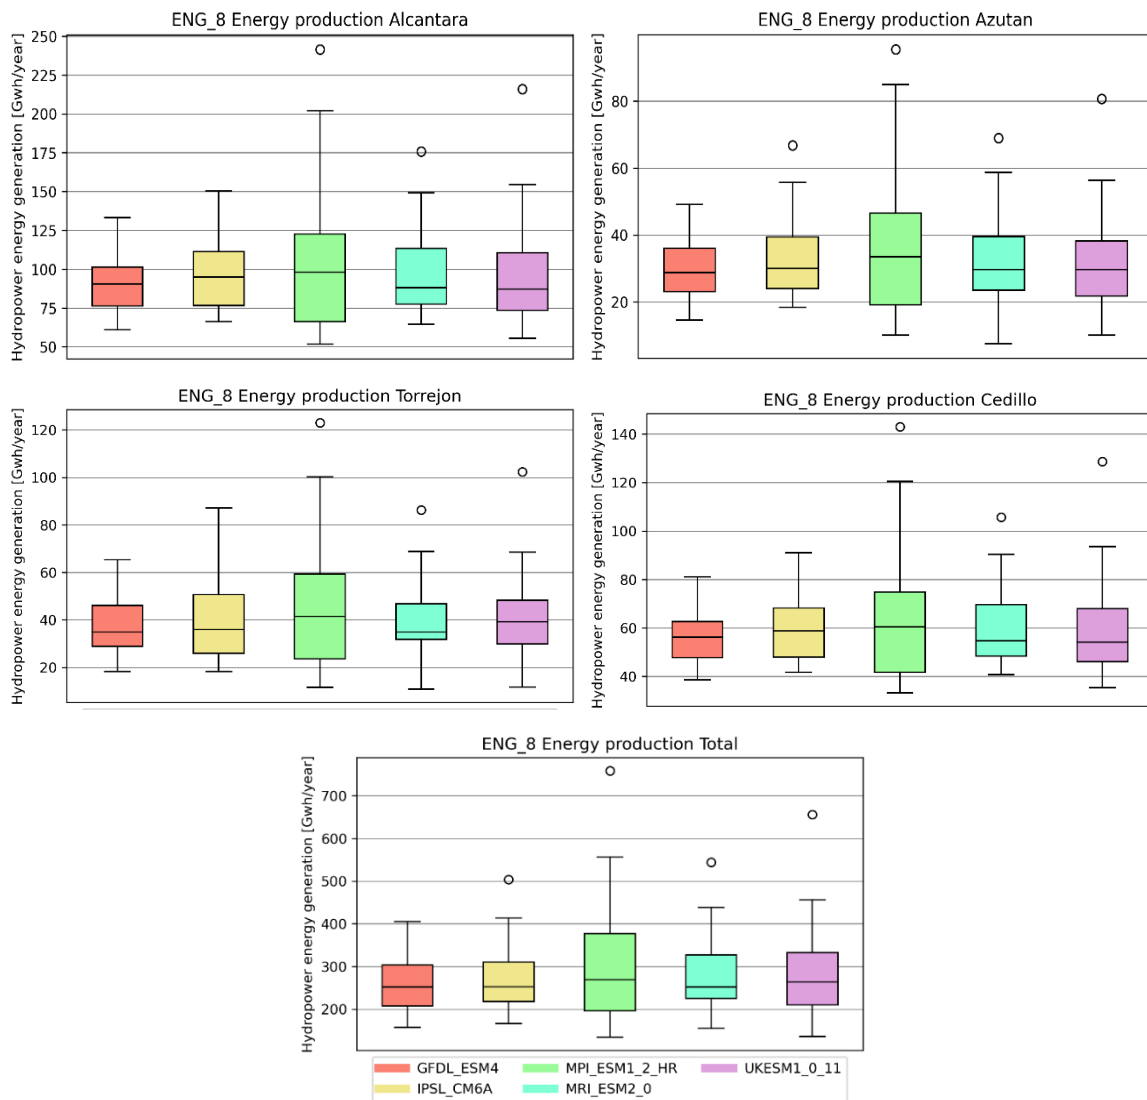 ENG_8 Energy production Alcantara
Hydropower energy generation [Gwh/year]
250
225
200
175
150
125
100
75
50
ENG_8 Energy production Azutan
Hydropower energy generation [Gwh/year]
80
60
40
20
ENG_8 Energy production Torrejon
Hydropower energy generation [Gwh/year]
120
100
80
60
40
20
ENG_8 Energy production Cedillo
Hydropower energy generation [Gwh/year]
140
120
100
80
60
40
ENG_8 Energy production Total
Hydropower energy generation [Gwh/year]
700
600
500
400
300
200
GFDL_ESM4
IPSL_CM6A
MPI_ESM1_2_HR
MRI_ESM2_0
UKESM1_0_11